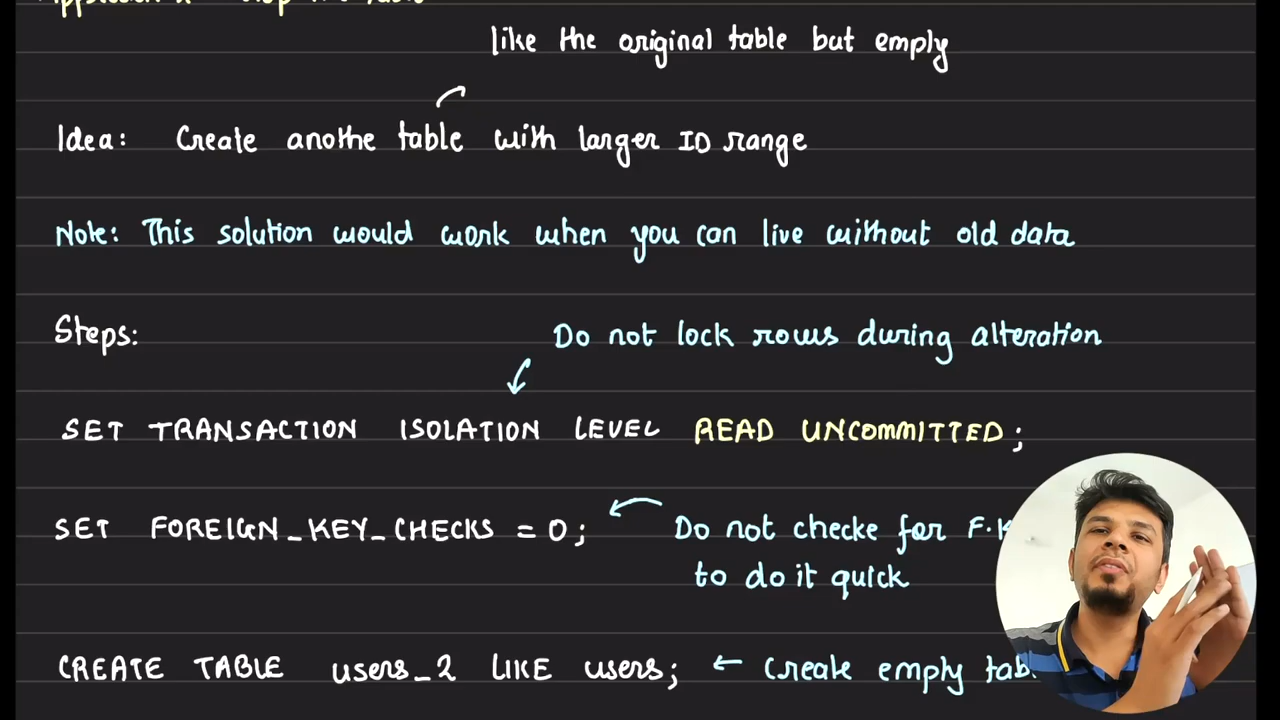 like the original table but empty
Idea: Create anothe table with larger ID range
Note: This solution would work when you can live without old data
Steps:
Do not lock rows during alteration
SET TRANSACTION ISOLATION LEVEL READ UNCOMMITTED;
SET FOREIGN_KEY_CHECKS = 0; Do not checke for F.K
to do it quick
CREATE TABLE users_2 LIKE users; ← Create empty tab